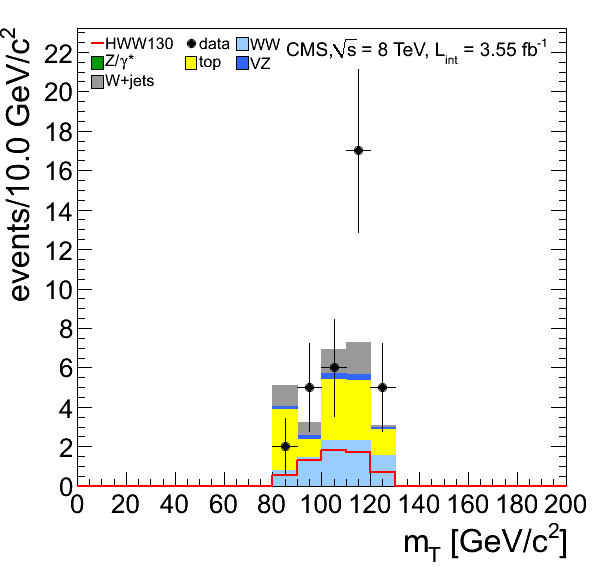 HWW130 data WW CMS,√s = 8 TeV, L_int = 3.55 fb⁻¹
Z/γ* top VZ
W+jets
events/10.0 GeV/c²
22
20
18
16
14
12
10
8
6
4
2
0
0 20 40 60 80 100 120 140 160 180 200
m_T [GeV/c²]